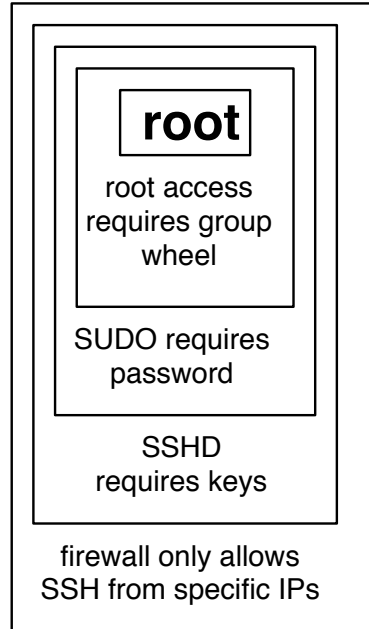 root
root access
requires group
wheel
SUDO requires
password
SSHD
requires keys
firewall only allows
SSH from specific IPs